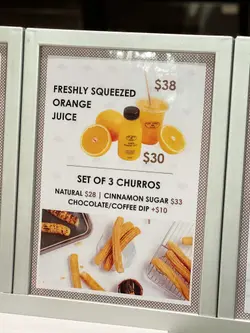 $38
FRESHLY SQUEEZED
ORANGE
JUICE
$30
SET OF 3 CHURROS
NATURAL $28 | CINNAMON SUGAR $33
CHOCOLATE/COFFEE DIP +$10